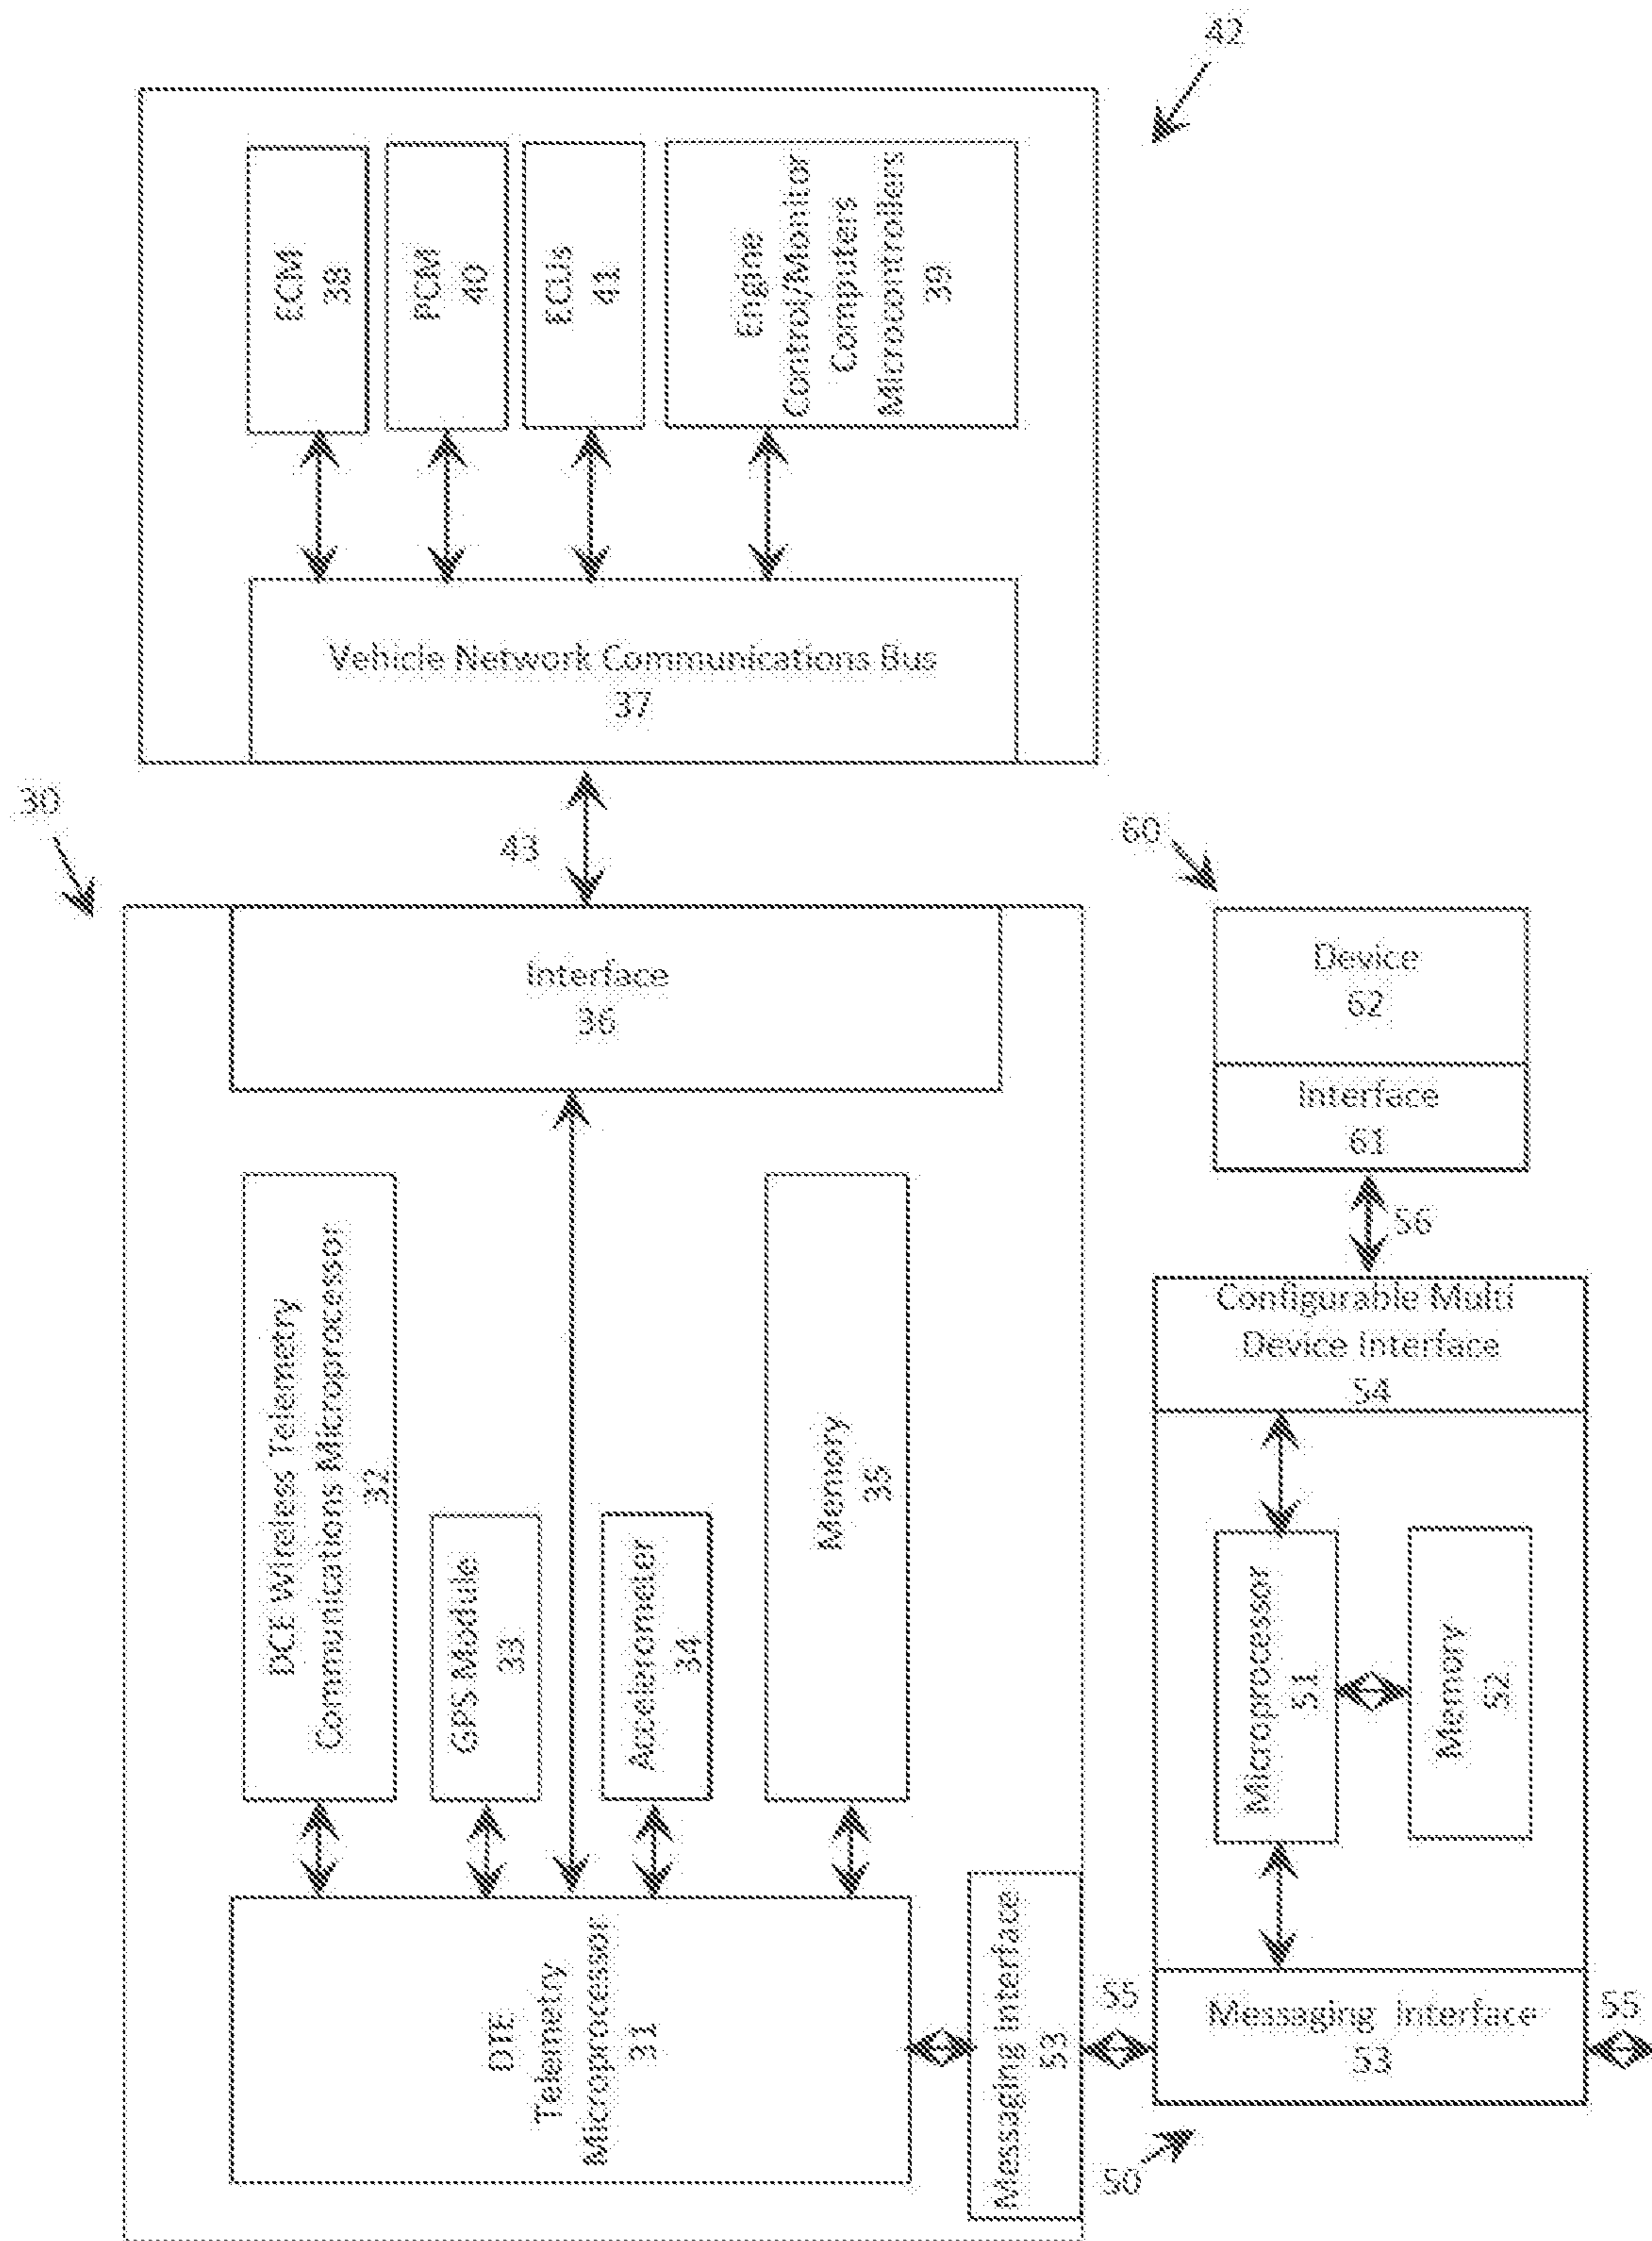 42
ECM
38
PCM
40
ECUs
41
Engine
Control/Monitor
Computers
Microcontrollers
39
Vehicle Network Communications Bus
37
30
43
60
Interface
36
Device
62
Interface
61
56
DCE Wireless Telemetry
Communications Microprocessor
32
GPS Module
33
Accelerometer
34
Memory
35
Configurable Multi
Device Interface
54
Microprocessor
51
Memory
52
DTE
Telemetry
Microprocessor
31
Messaging Interface
53
55
Messaging Interface
53
55
50